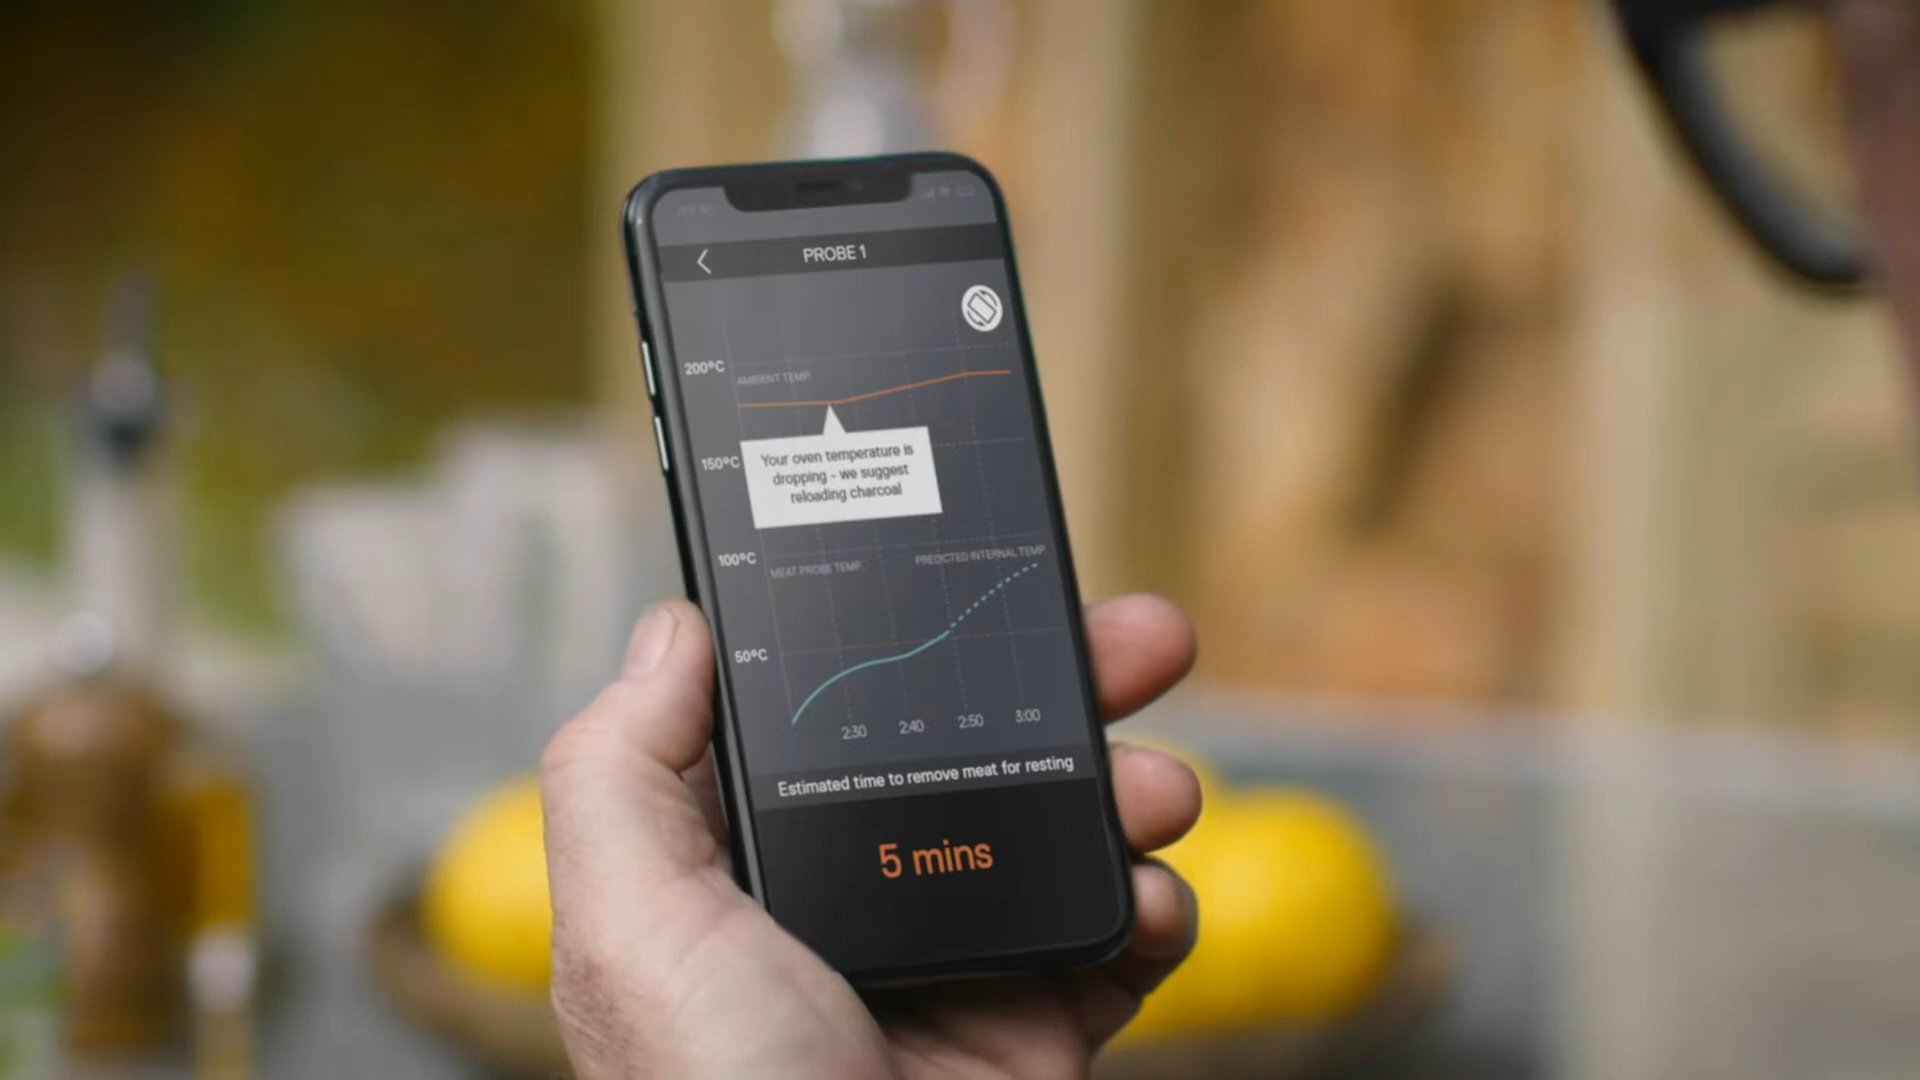 PROBE 1
200°C
AMBIENT TEMP.
150°C
Your oven temperature is
dropping - we suggest
reloading charcoal
100°C
MEAT PROBE TEMP.
PREDICTED INTERNAL TEMP.
50°C
2:30 2:40 2:50 3:00
Estimated time to remove meat for resting
5 mins